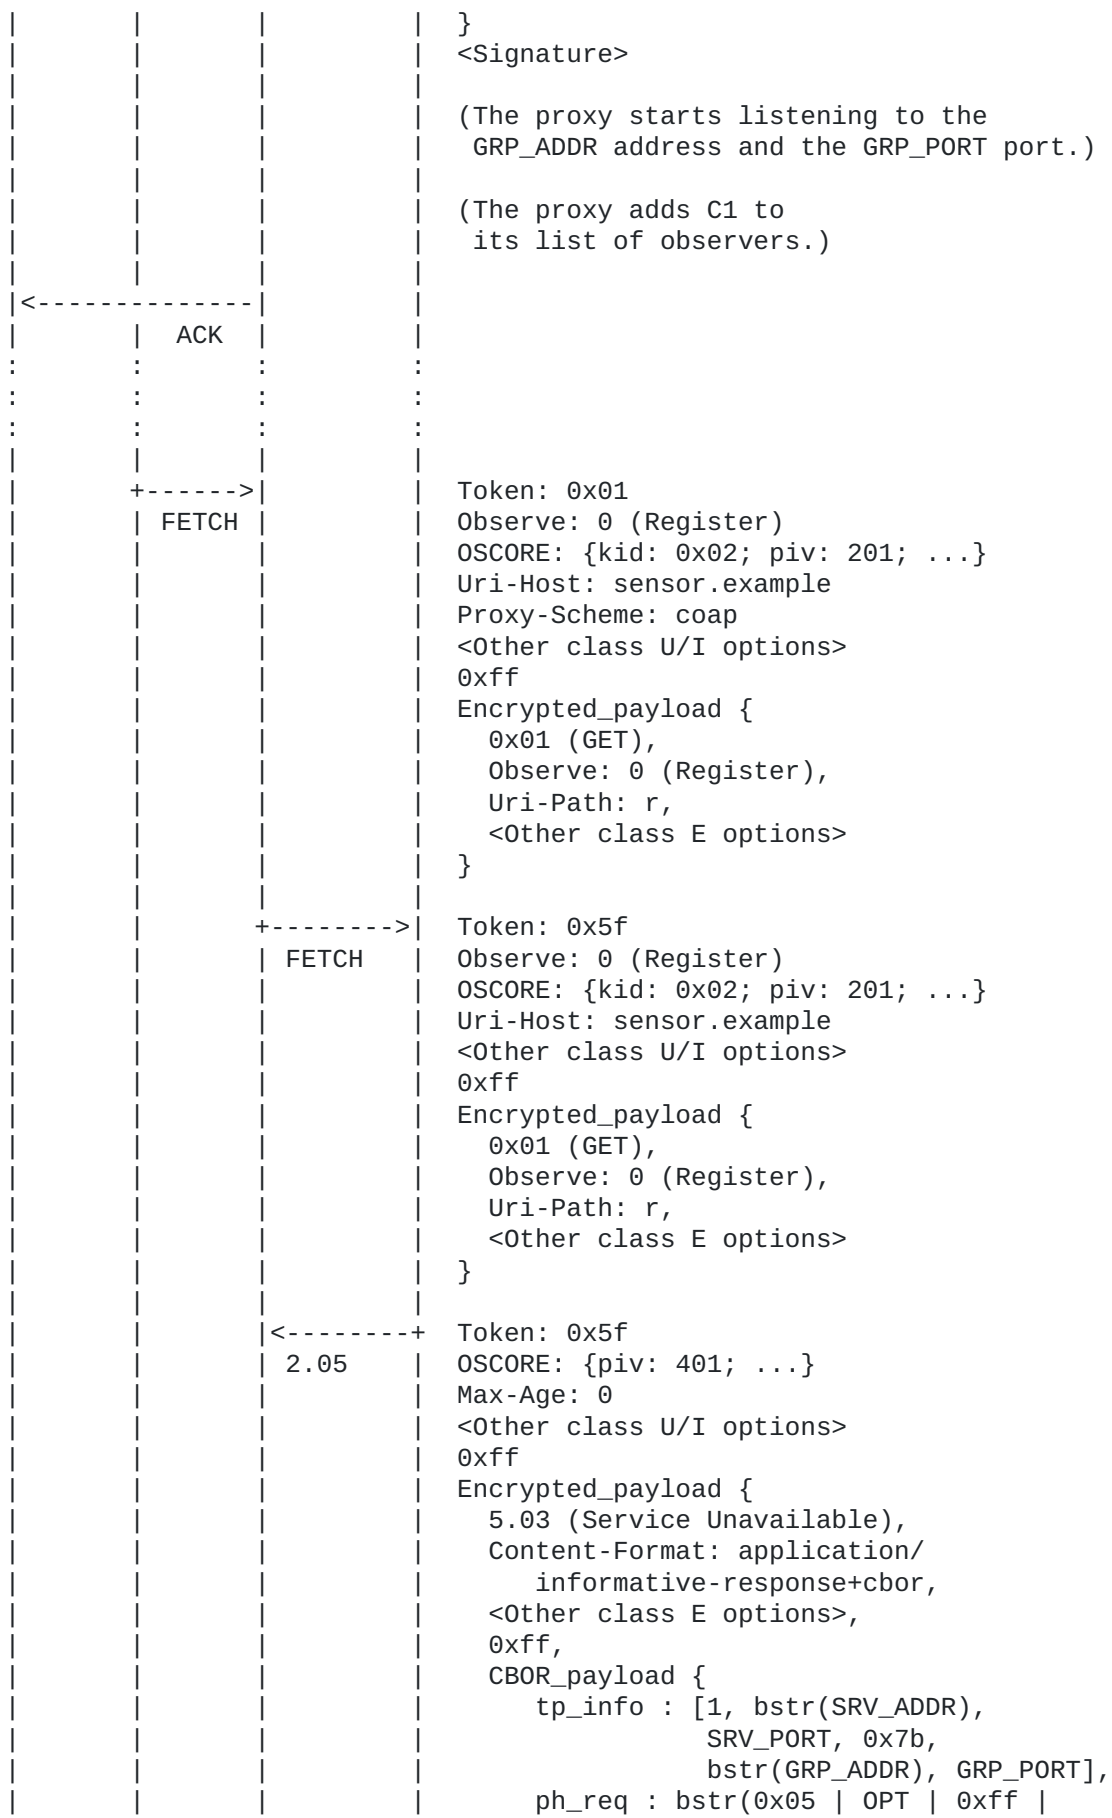 |       |       |         |  }
|       |       |         |  <Signature>
|       |       |         |
|       |       |         |  (The proxy starts listening to the
|       |       |         |   GRP_ADDR address and the GRP_PORT port.)
|       |       |         |
|       |       |         |  (The proxy adds C1 to
|       |       |         |   its list of observers.)
|       |       |         |
|<--------------|         |
|       |  ACK  |         |
:       :       :         :
:       :       :         :
:       :       :         :
|       |       |         |
|       +------>|         |  Token: 0x01
|       | FETCH |         |  Observe: 0 (Register)
|       |       |         |  OSCORE: {kid: 0x02; piv: 201; ...}
|       |       |         |  Uri-Host: sensor.example
|       |       |         |  Proxy-Scheme: coap
|       |       |         |  <Other class U/I options>
|       |       |         |  0xff
|       |       |         |  Encrypted_payload {
|       |       |         |    0x01 (GET),
|       |       |         |    Observe: 0 (Register),
|       |       |         |    Uri-Path: r,
|       |       |         |    <Other class E options>
|       |       |         |  }
|       |       |         |
|       |       +-------->|  Token: 0x5f
|       |       | FETCH   |  Observe: 0 (Register)
|       |       |         |  OSCORE: {kid: 0x02; piv: 201; ...}
|       |       |         |  Uri-Host: sensor.example
|       |       |         |  <Other class U/I options>
|       |       |         |  0xff
|       |       |         |  Encrypted_payload {
|       |       |         |    0x01 (GET),
|       |       |         |    Observe: 0 (Register),
|       |       |         |    Uri-Path: r,
|       |       |         |    <Other class E options>
|       |       |         |  }
|       |       |         |
|       |       |<--------+  Token: 0x5f
|       |       | 2.05    |  OSCORE: {piv: 401; ...}
|       |       |         |  Max-Age: 0
|       |       |         |  <Other class U/I options>
|       |       |         |  0xff
|       |       |         |  Encrypted_payload {
|       |       |         |    5.03 (Service Unavailable),
|       |       |         |    Content-Format: application/
|       |       |         |       informative-response+cbor,
|       |       |         |    <Other class E options>,
|       |       |         |    0xff,
|       |       |         |    CBOR_payload {
|       |       |         |       tp_info : [1, bstr(SRV_ADDR),
|       |       |         |                  SRV_PORT, 0x7b,
|       |       |         |                  bstr(GRP_ADDR), GRP_PORT],
|       |       |         |       ph_req : bstr(0x05 | OPT | 0xff |